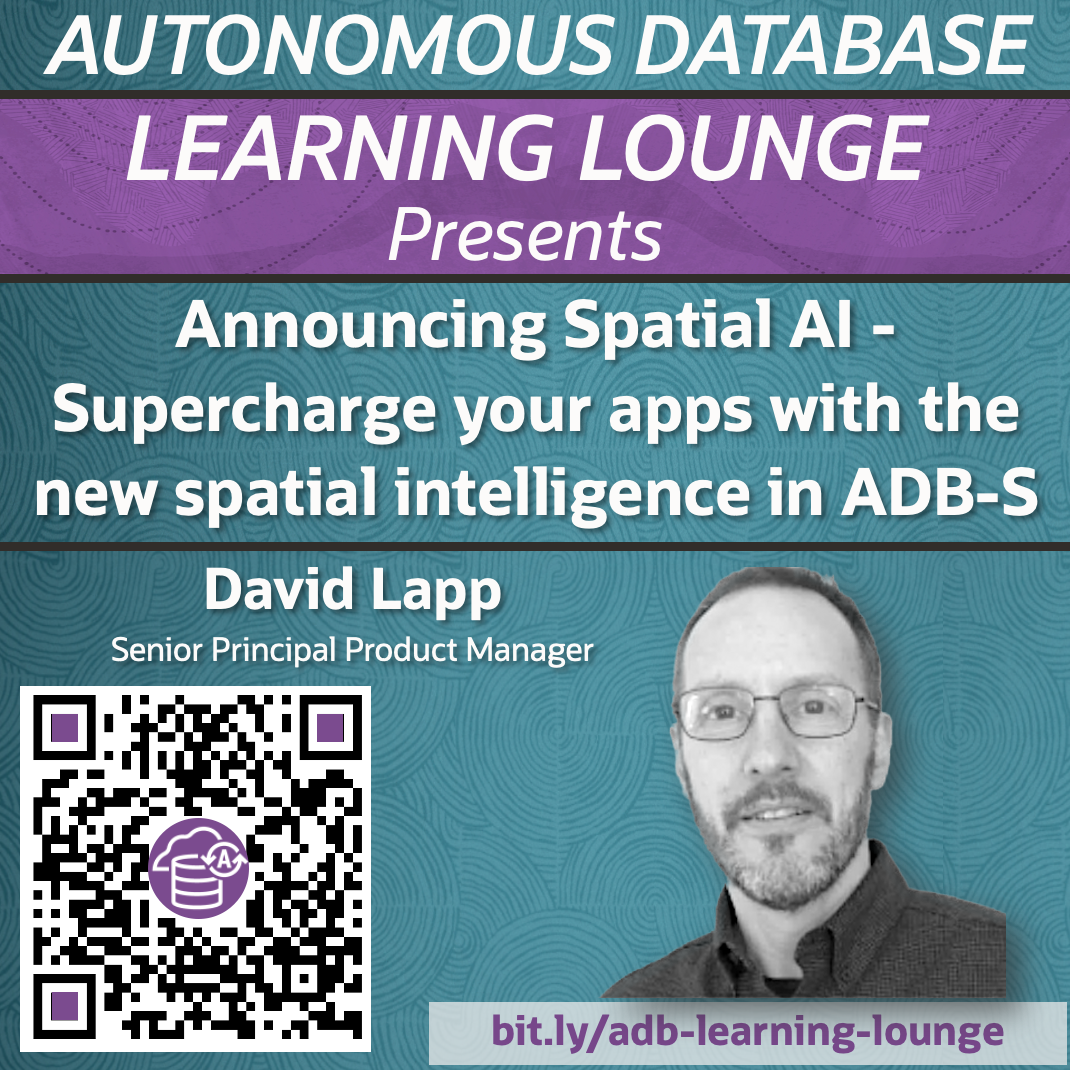 AUTONOMOUS DATABASE
LEARNING LOUNGE
Presents
Announcing Spatial AI -
Supercharge your apps with the
new spatial intelligence in ADB-S
David Lapp
Senior Principal Product Manager
A
bit.ly/adb-learning-lounge